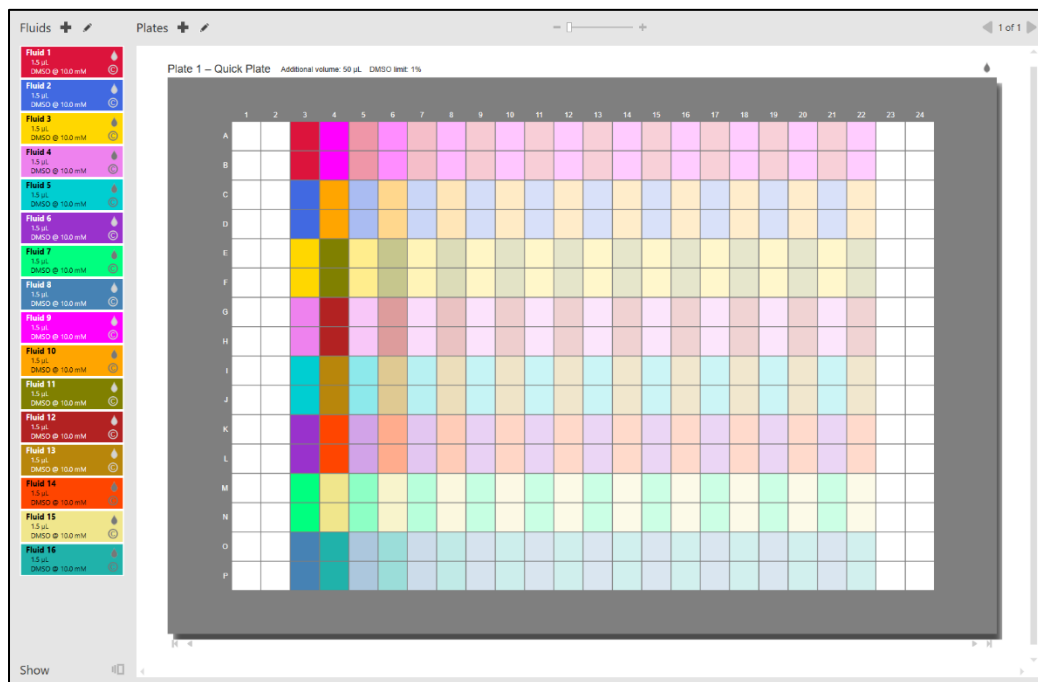 Fluids
Plates
1 of 1
Fluid 1
1.5 µL
DMSO @ 10.0 mM
Fluid 2
1.5 µL
DMSO @ 10.0 mM
Fluid 3
1.5 µL
DMSO @ 10.0 mM
Fluid 4
1.5 µL
DMSO @ 10.0 mM
Fluid 5
1.5 µL
DMSO @ 10.0 mM
Fluid 6
1.5 µL
DMSO @ 10.0 mM
Fluid 7
1.5 µL
DMSO @ 10.0 mM
Fluid 8
1.5 µL
DMSO @ 10.0 mM
Fluid 9
1.5 µL
DMSO @ 10.0 mM
Fluid 10
1.5 µL
DMSO @ 10.0 mM
Fluid 11
1.5 µL
DMSO @ 10.0 mM
Fluid 12
1.5 µL
DMSO @ 10.0 mM
Fluid 13
1.5 µL
DMSO @ 10.0 mM
Fluid 14
1.5 µL
DMSO @ 10.0 mM
Fluid 15
1.5 µL
DMSO @ 10.0 mM
Fluid 16
1.5 µL
DMSO @ 10.0 mM
Show
Plate 1 – Quick Plate Additional volume: 50 µL DMSO limit: 1%
1 2 3 4 5 6 7 8 9 10 11 12 13 14 15 16 17 18 19 20 21 22 23 24
A
B
C
D
E
F
G
H
I
J
K
L
M
N
O
P